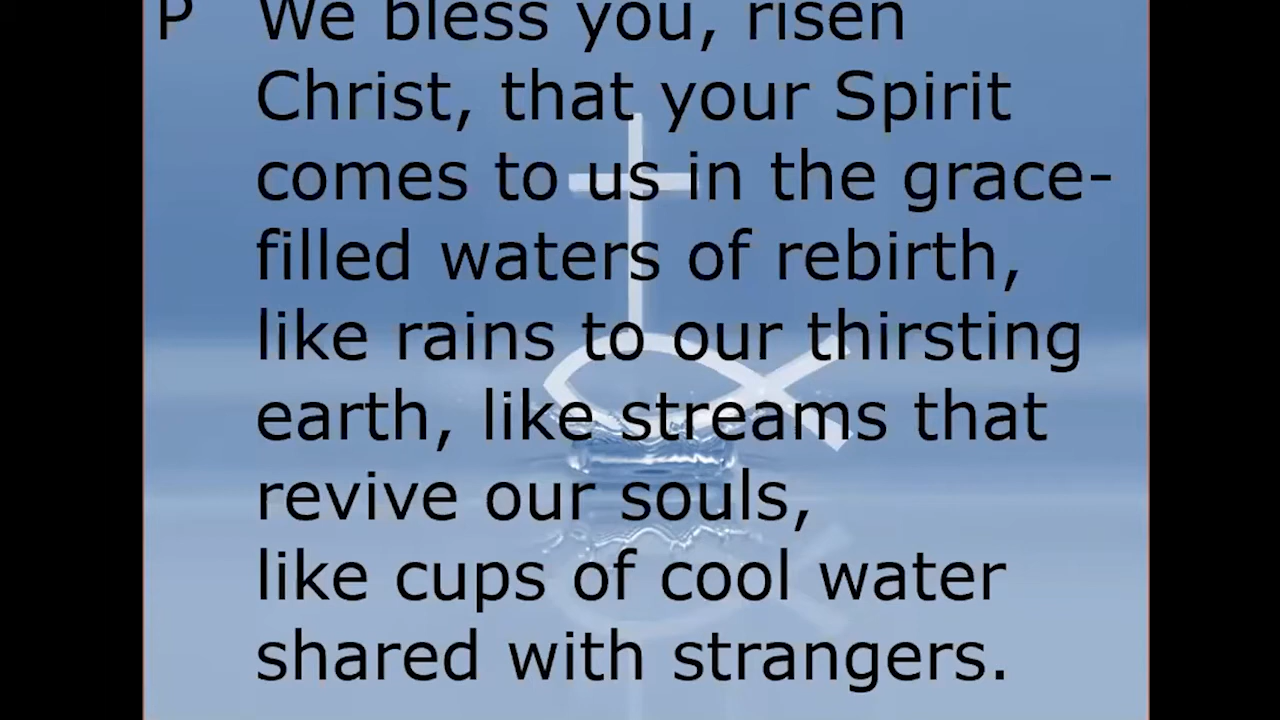 P We bless you, risen
Christ, that your Spirit
comes to us in the grace-
filled waters of rebirth,
like rains to our thirsting
earth, like streams that
revive our souls,
like cups of cool water
shared with strangers.